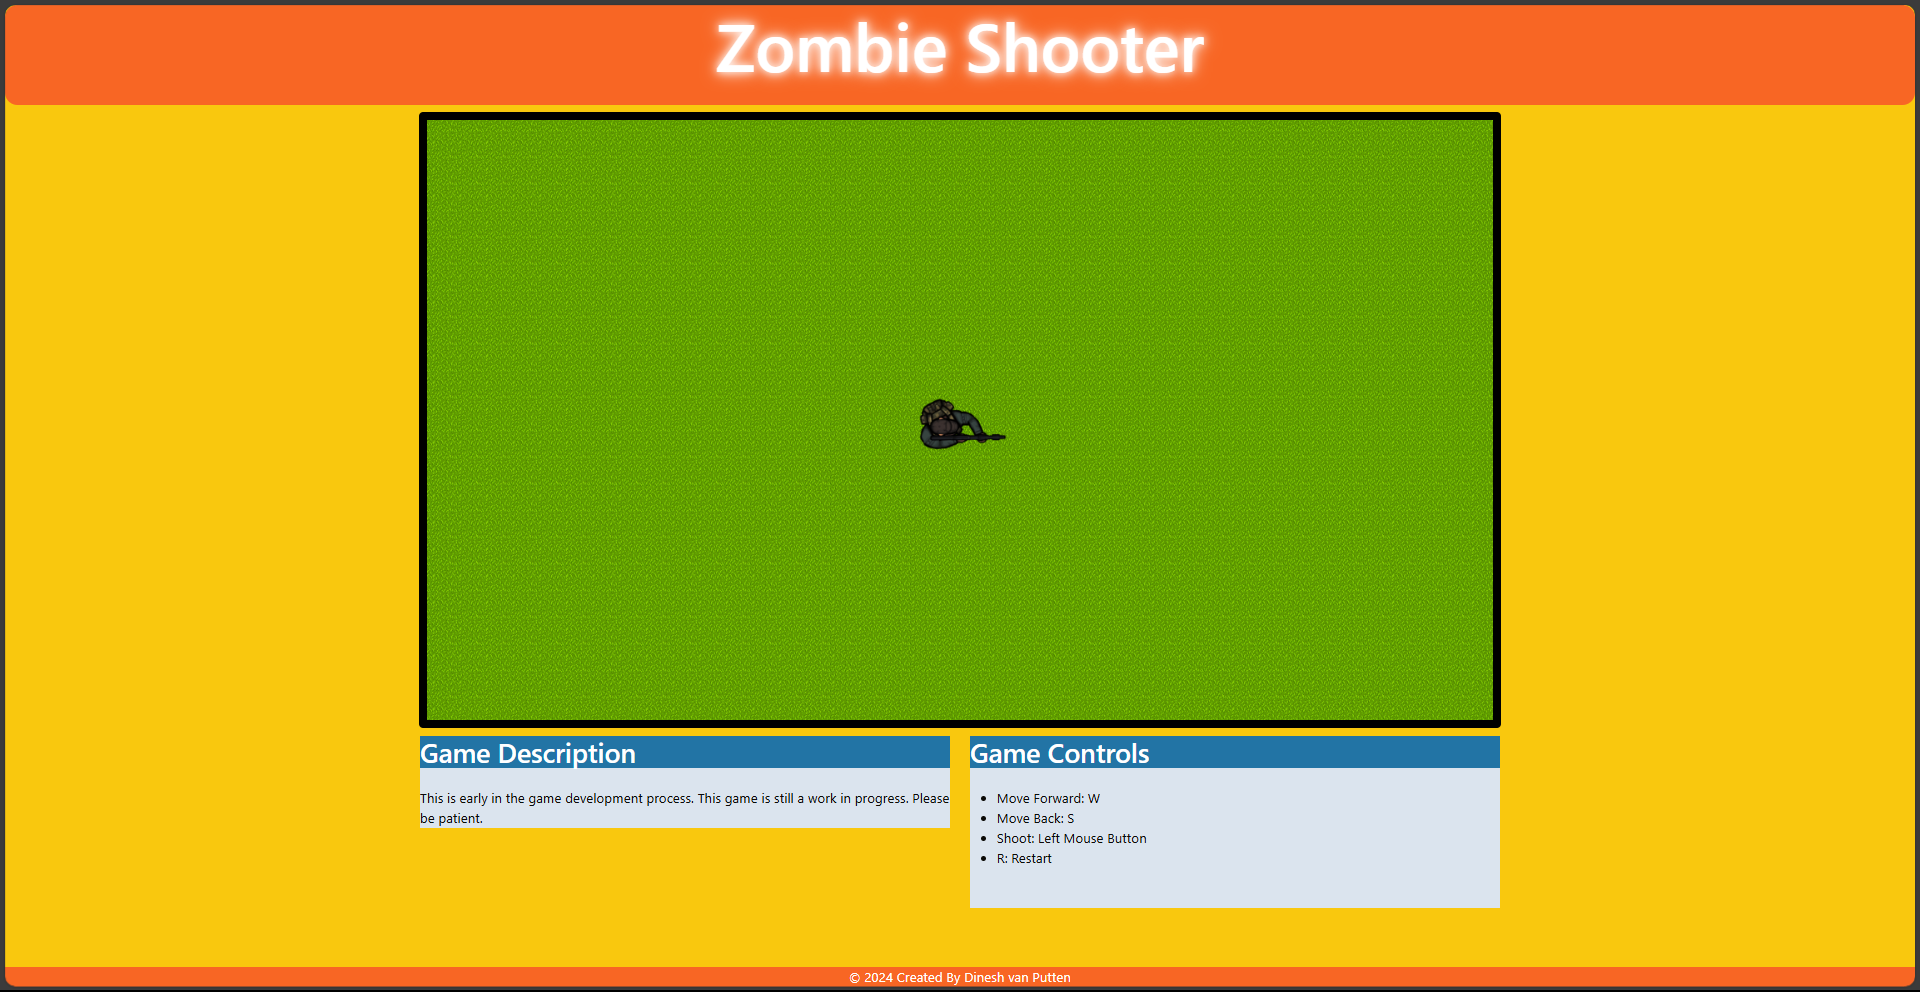 Zombie Shooter
Game Description
This is early in the game development process. This game is still a work in progress. Please
be patient.
Game Controls
Move Forward: W
Move Back: S
Shoot: Left Mouse Button
R: Restart
© 2024 Created By Dinesh van Putten